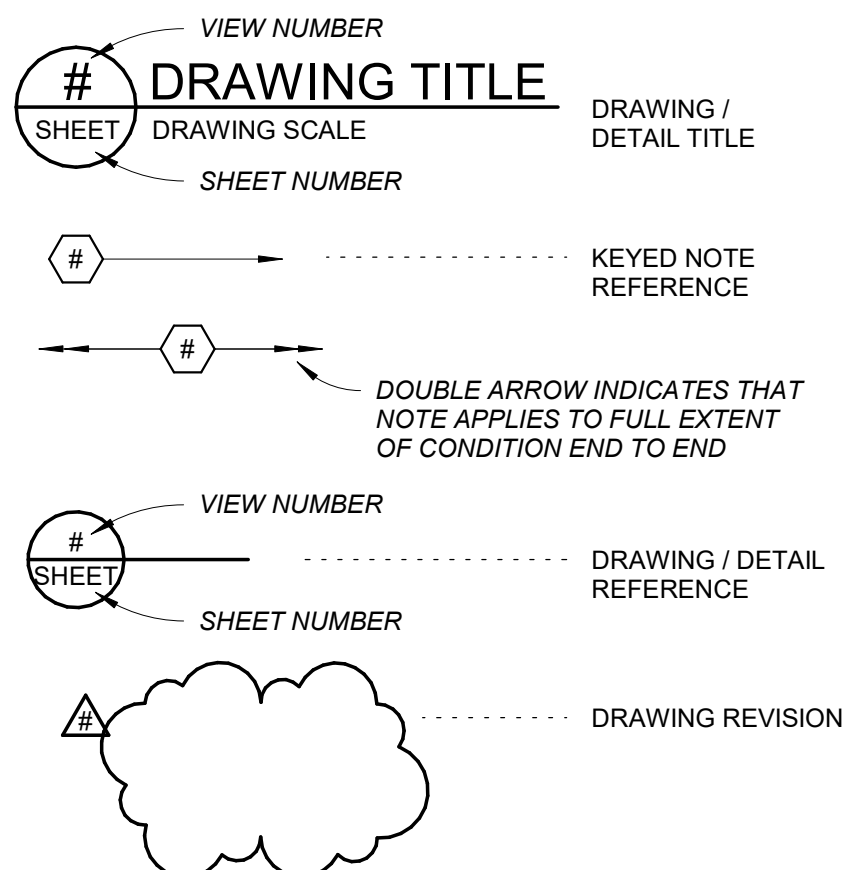 VIEW NUMBER
# DRAWING TITLE
SHEET DRAWING SCALE
DRAWING /
DETAIL TITLE
SHEET NUMBER
#
KEYED NOTE
REFERENCE
#
DOUBLE ARROW INDICATES THAT
NOTE APPLIES TO FULL EXTENT
OF CONDITION END TO END
VIEW NUMBER
#
SHEET
DRAWING / DETAIL
REFERENCE
SHEET NUMBER
#
DRAWING REVISION